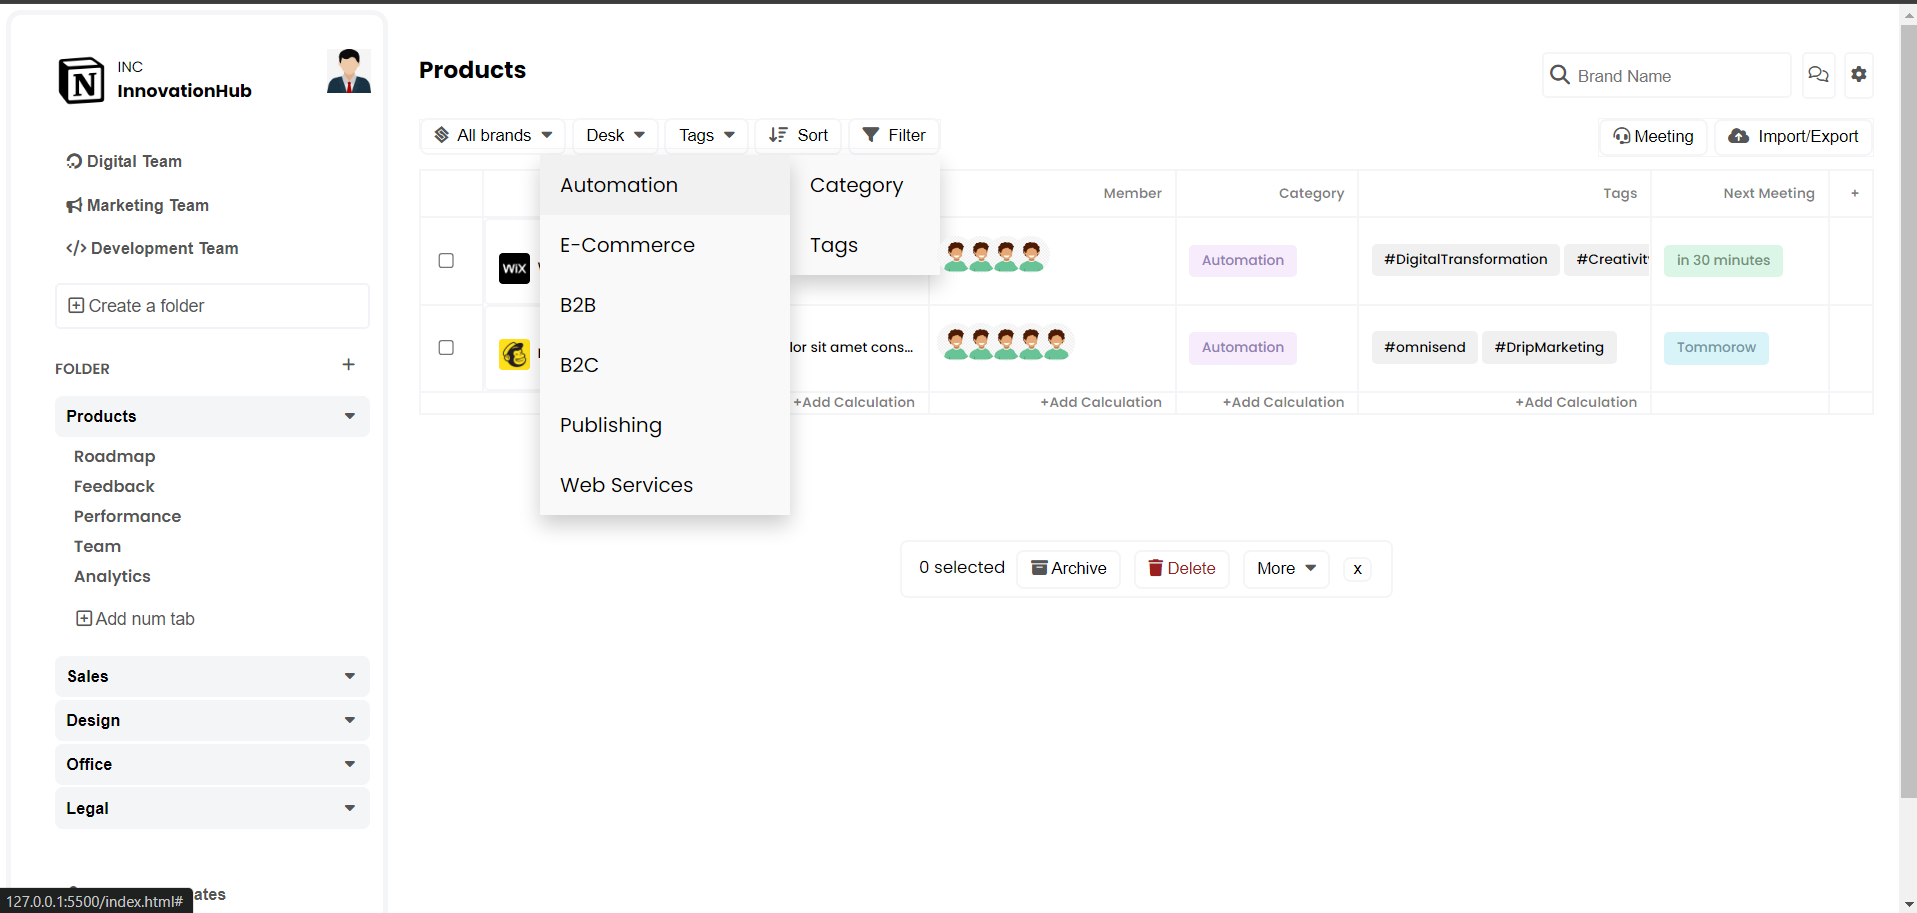 INC
InnovationHub
Digital Team
Marketing Team
Development Team
Create a folder
FOLDER +
Products
Roadmap
Feedback
Performance
Team
Analytics
Add num tab
Sales
Design
Office
Legal
ates
127.0.0.1:5500/index.html#
Products
Brand Name
All brands Desk Tags Sort Filter
Meeting Import/Export
Automation
E-Commerce
B2B
B2C
Publishing
Web Services
Category
Tags
Member Category Tags Next Meeting +
WiX Automation #DigitalTransformation #Creativit in 30 minutes
lor sit amet cons... Automation #omnisend #DripMarketing Tommorow
+Add Calculation +Add Calculation +Add Calculation +Add Calculation
0 selected Archive Delete More x